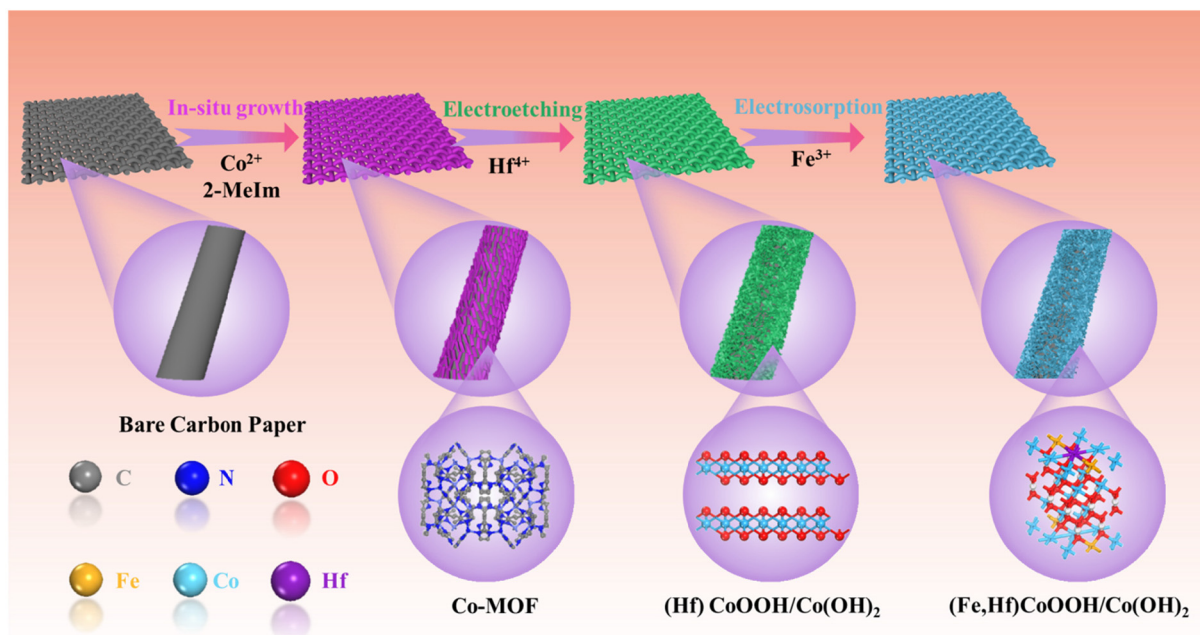 In-situ growth
Co²⁺
2-MeIm
Electroetching
Hf⁴⁺
Electrosorption
Fe³⁺
Bare Carbon Paper
C N O
Fe Co Hf
Co-MOF
(Hf) CoOOH/Co(OH)₂
(Fe,Hf)CoOOH/Co(OH)₂